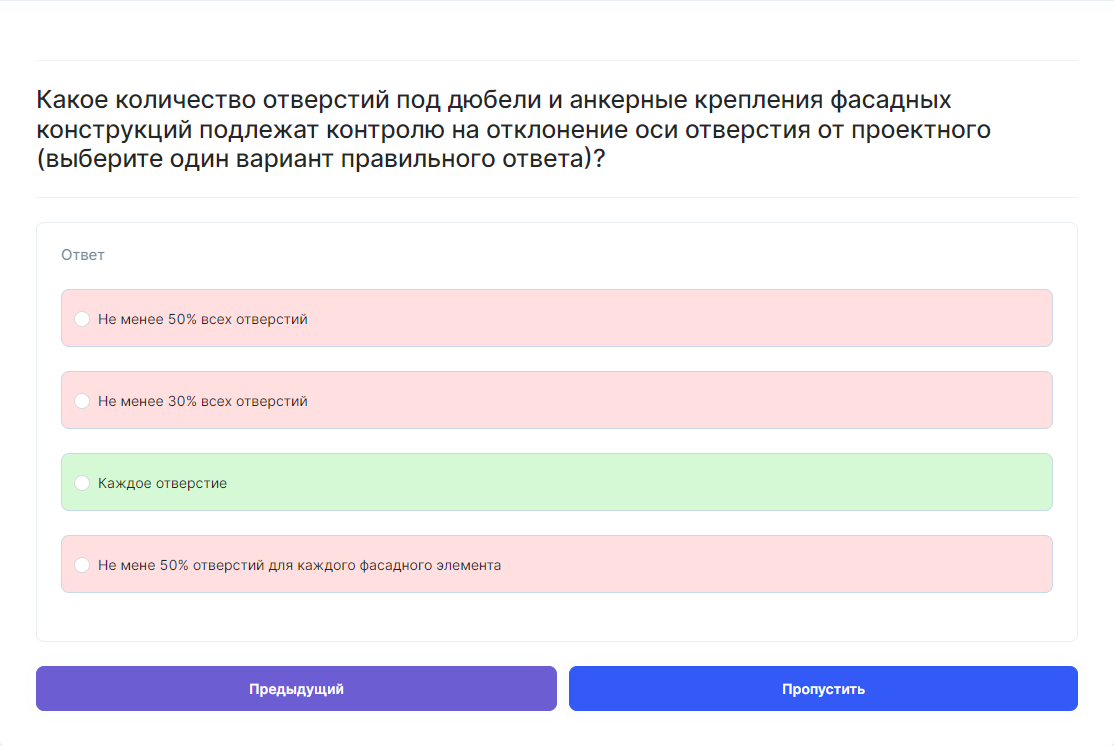 Какое количество отверстий под дюбели и анкерные крепления фасадных
конструкций подлежат контролю на отклонение оси отверстия от проектного
(выберите один вариант правильного ответа)?
Ответ
Не менее 50% всех отверстий
Не менее 30% всех отверстий
Каждое отверстие
Не мене 50% отверстий для каждого фасадного элемента
Предыдущий
Пропустить